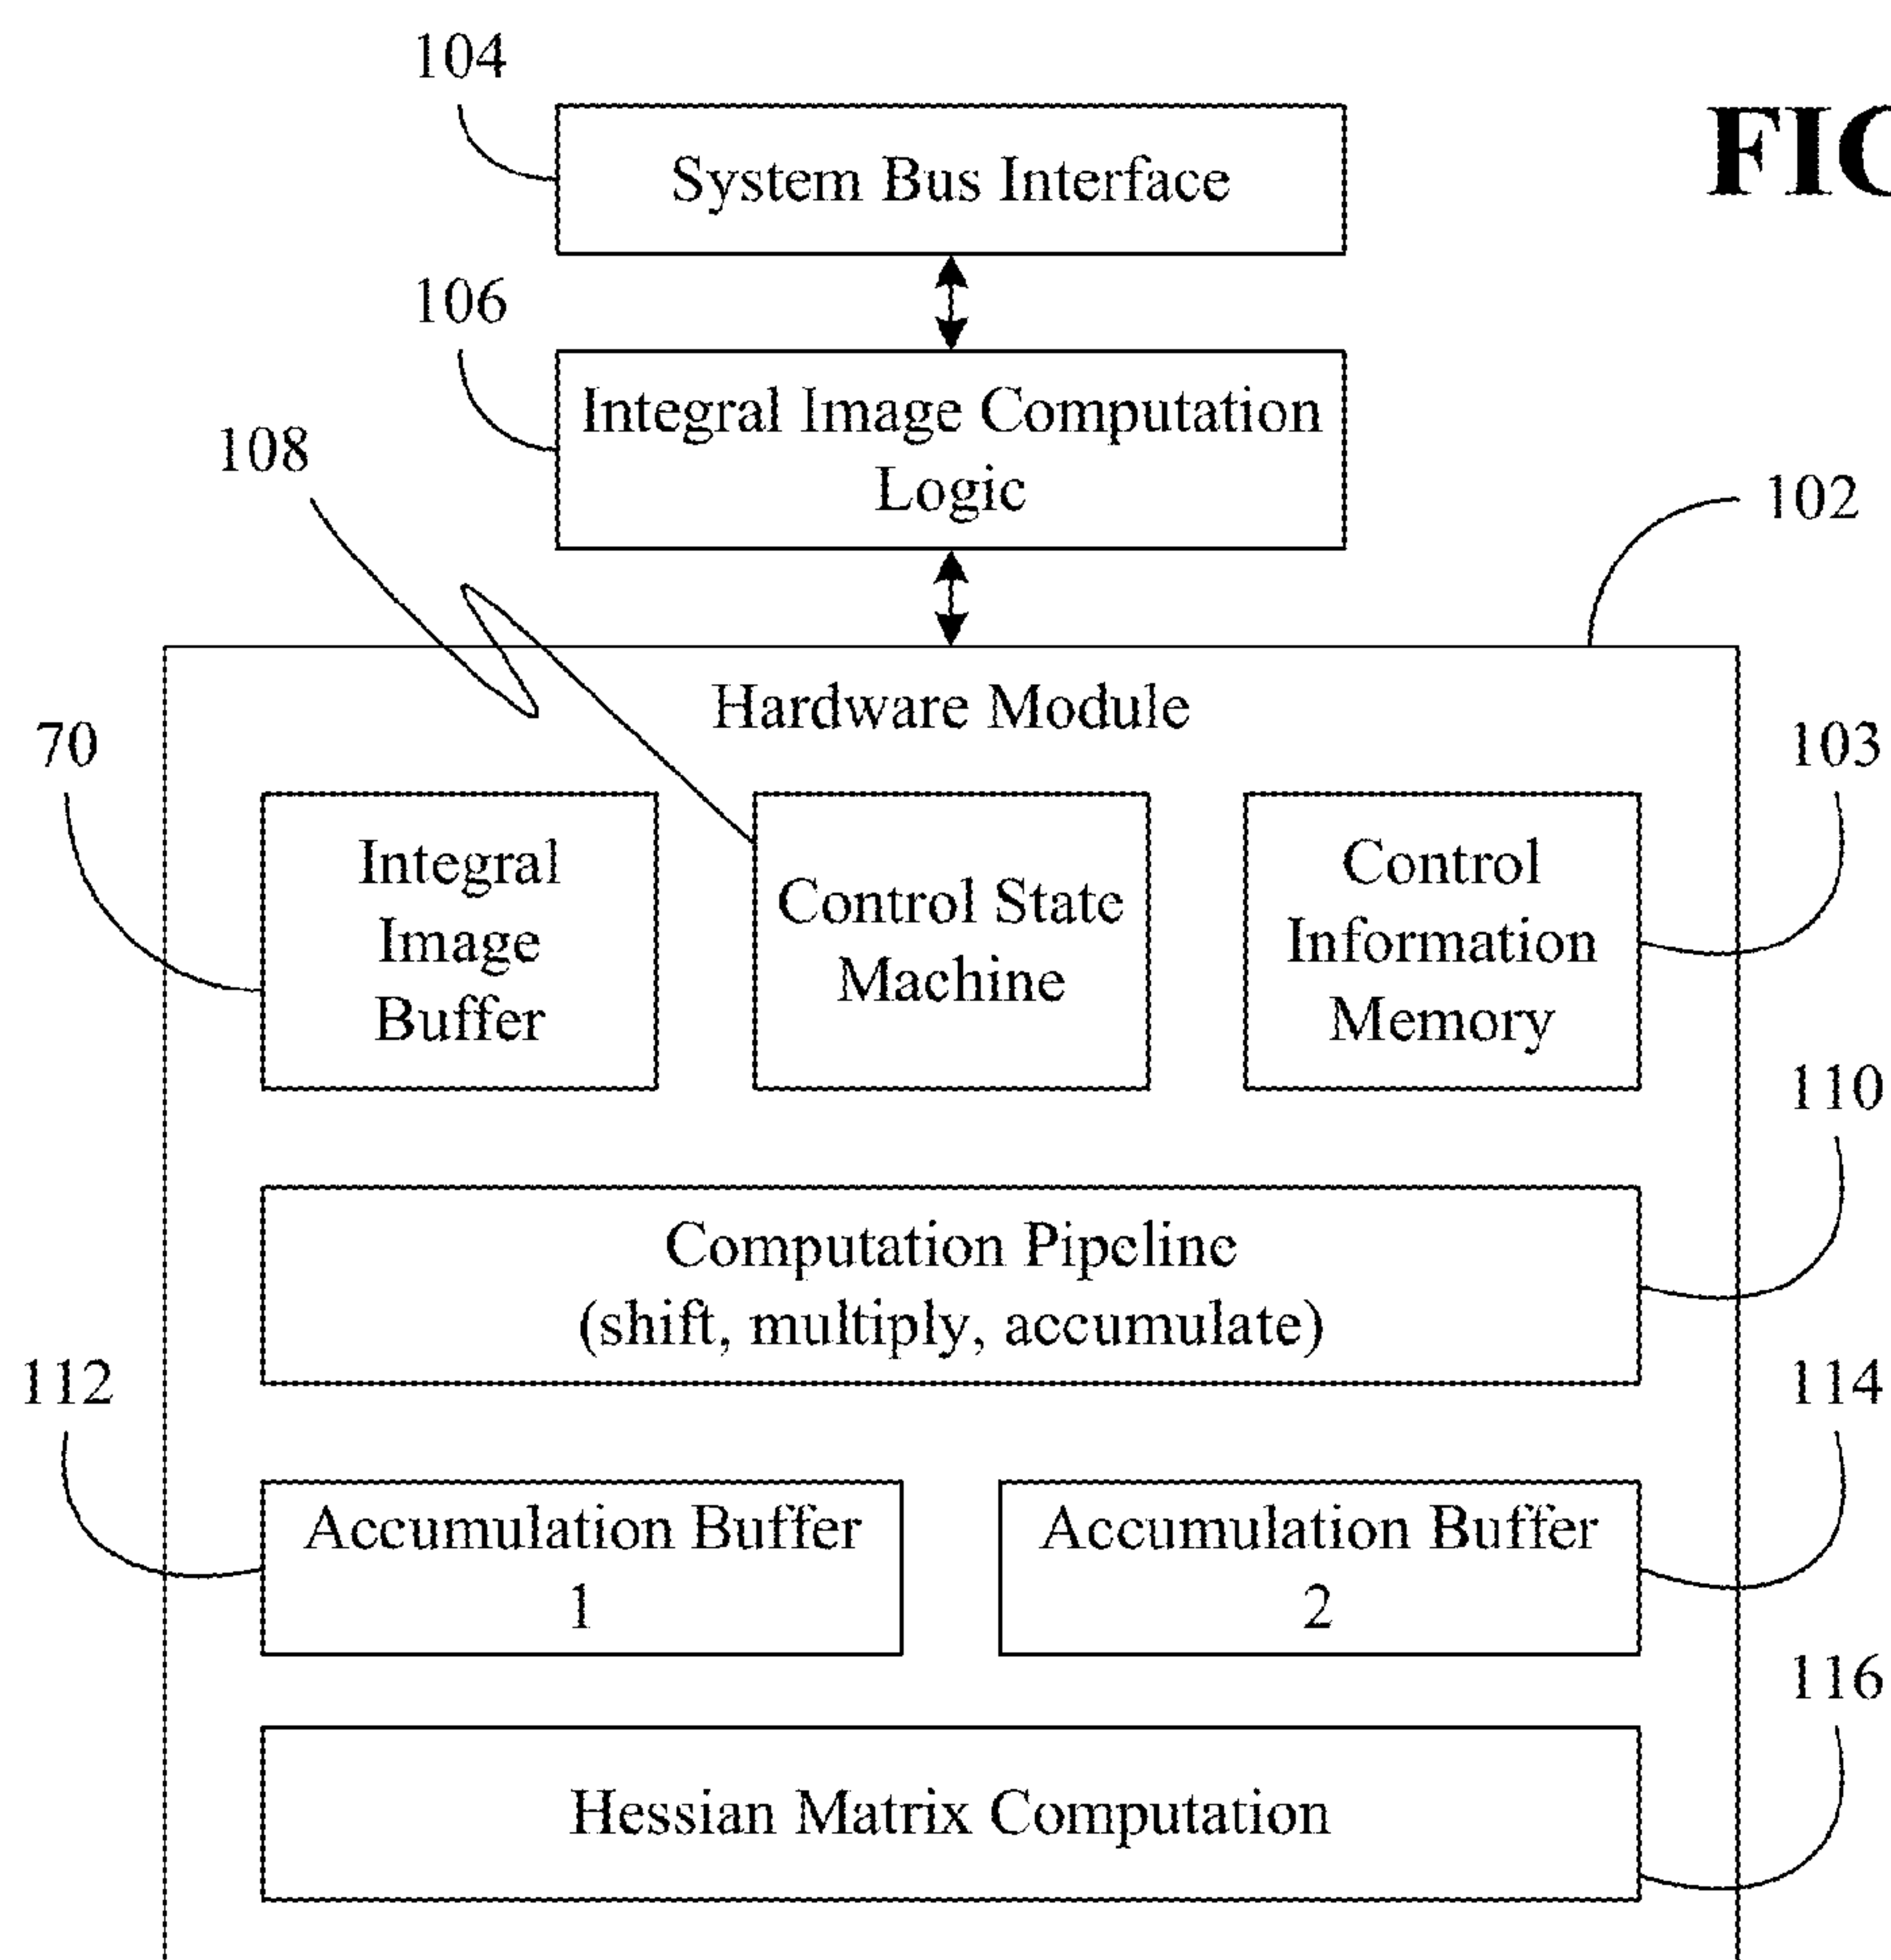 104
FIG
System Bus Interface
106
Integral Image Computation
Logic
108
102
Hardware Module
70
103
Integral
Image
Buffer
Control State
Machine
Control
Information
Memory
110
Computation Pipeline
(shift, multiply, accumulate)
112
114
Accumulation Buffer
1
Accumulation Buffer
2
116
Hessian Matrix Computation